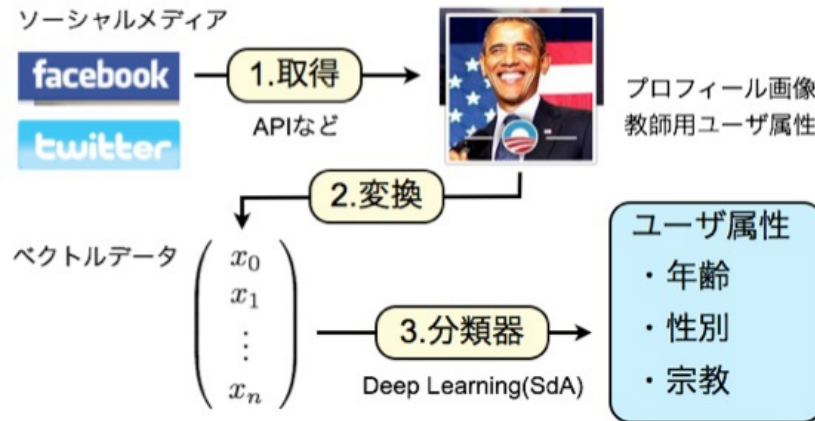 ソーシャルメディア
facebook
1.取得
twitter
APIなど
プロフィール画像
教師用ユーザ属性
2.変換
ベクトルデータ
x_0
x_1
⋮
x_n
3.分類器
Deep Learning(SdA)
ユーザ属性
・年齢
・性別
・宗教